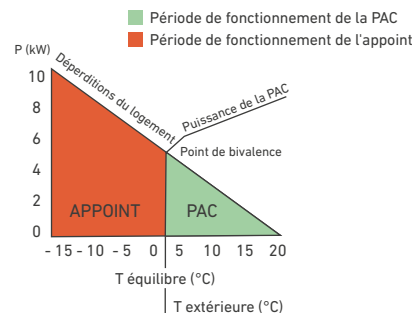 Période de fonctionnement de la PAC
Période de fonctionnement de l'appoint
P (kW)
10
8
6
4
2
0
Déperditions du logement
Puissance de la PAC
Point de bivalence
APPOINT
PAC
- 15 - 10 - 5 0 5 10 15 20
T équilibre (°C)
T extérieure (°C)